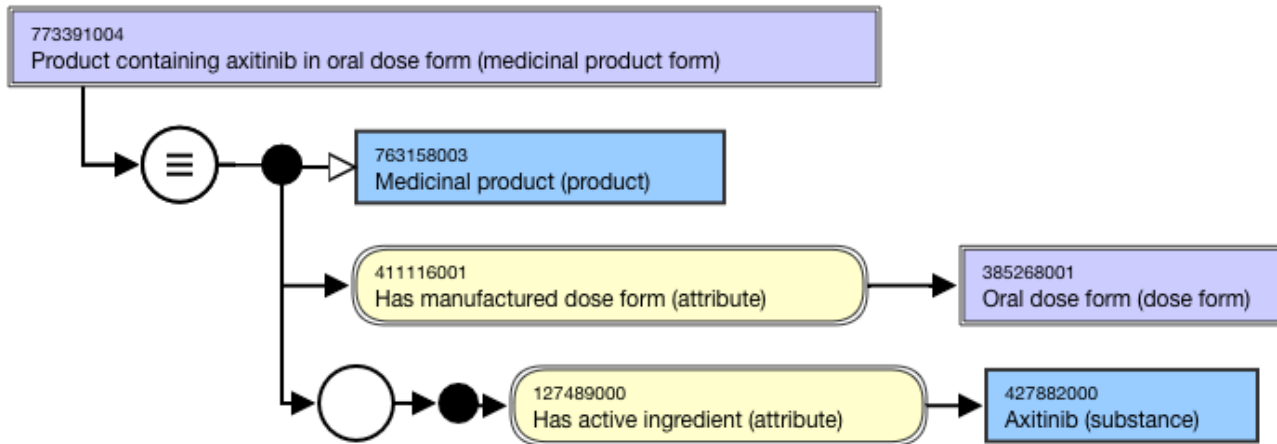 773391004
Product containing axitinib in oral dose form (medicinal product form)
763158003
Medicinal product (product)
411116001
Has manufactured dose form (attribute)
385268001
Oral dose form (dose form)
127489000
Has active ingredient (attribute)
427882000
Axitinib (substance)